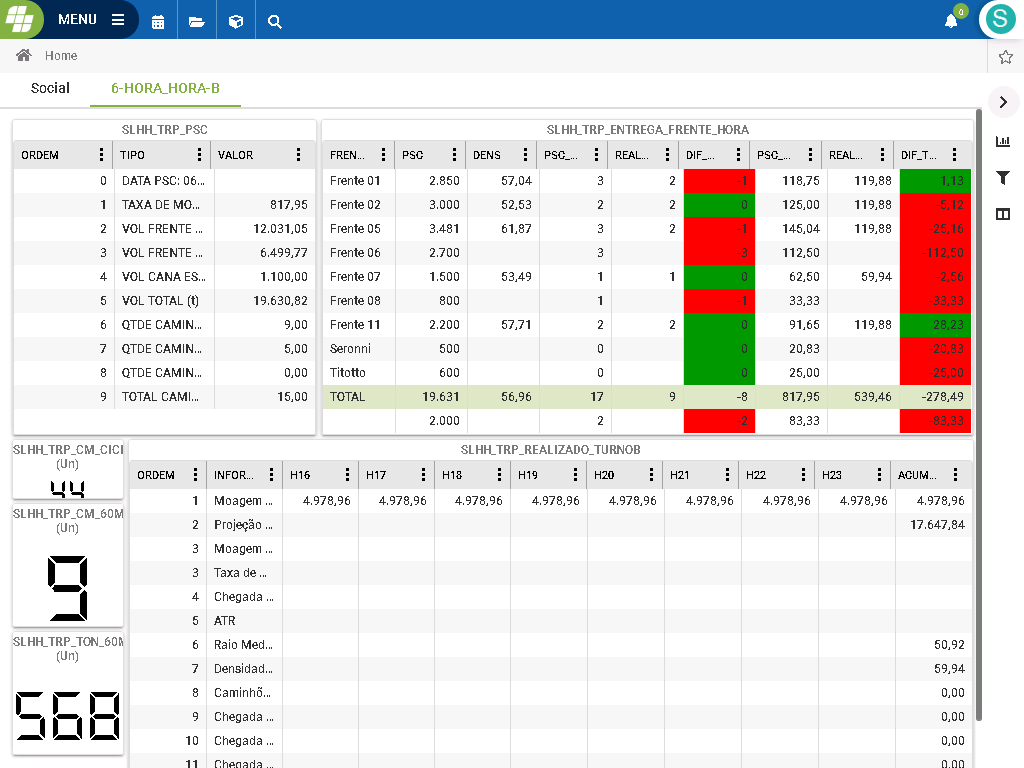 MENU
0
S
Home
Social 6-HORA_HORA-B
SLHH_TRP_PSC
ORDEM TIPO VALOR
0 DATA PSC: 06...
1 TAXA DE MO... 817,95
2 VOL FRENTE ... 12.031,05
3 VOL FRENTE ... 6.499,77
4 VOL CANA ES... 1.100,00
5 VOL TOTAL (t) 19.630,82
6 QTDE CAMIN... 9,00
7 QTDE CAMIN... 5,00
8 QTDE CAMIN... 0,00
9 TOTAL CAMI... 15,00
SLHH_TRP_ENTREGA_FRENTE_HORA
FREN... PSC DENS PSC_... REAL... DIF_... PSC_... REAL... DIF_T...
Frente 01 2.850 57,04 3 2 -1 118,75 119,88 1,13
Frente 02 3.000 52,53 2 2 0 125,00 119,88 -5,12
Frente 05 3.481 61,87 3 2 -1 145,04 119,88 -25,16
Frente 06 2.700 3 -3 112,50 -112,50
Frente 07 1.500 53,49 1 1 0 62,50 59,94 -2,56
Frente 08 800 1 -1 33,33 -33,33
Frente 11 2.200 57,71 2 2 0 91,65 119,88 28,23
Seronni 500 0 0 20,83 -20,83
Titotto 600 0 0 25,00 -25,00
TOTAL 19.631 56,96 17 9 -8 817,95 539,46 -278,49
2.000 2 -2 83,33 -83,33
SLHH_TRP_CM_CICI
(Un)
44
SLHH_TRP_CM_60M
(Un)
9
SLHH_TRP_TON_60M
(Un)
568
SLHH_TRP_REALIZADO_TURNOB
ORDEM INFOR... H16 H17 H18 H19 H20 H21 H22 H23 ACUM...
1 Moagem ... 4.978,96 4.978,96 4.978,96 4.978,96 4.978,96 4.978,96 4.978,96 4.978,96 4.978,96
2 Projeção ... 17.647,84
3 Moagem ...
3 Taxa de ...
4 Chegada ...
5 ATR
6 Raio Med... 50,92
7 Densidad... 59,94
8 Caminhõ... 0,00
9 Chegada ... 0,00
10 Chegada ... 0,00
11 Chegada ... 0,00